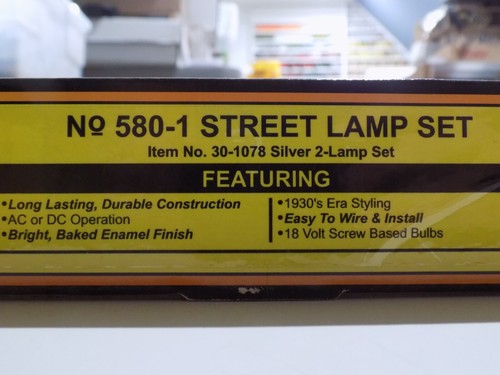 Nº 580-1 STREET LAMP SET
Item No. 30-1078 Silver 2-Lamp Set
FEATURING
•Long Lasting, Durable Construction
•AC or DC Operation
•Bright, Baked Enamel Finish
•1930's Era Styling
•Easy To Wire & Install
•18 Volt Screw Based Bulbs